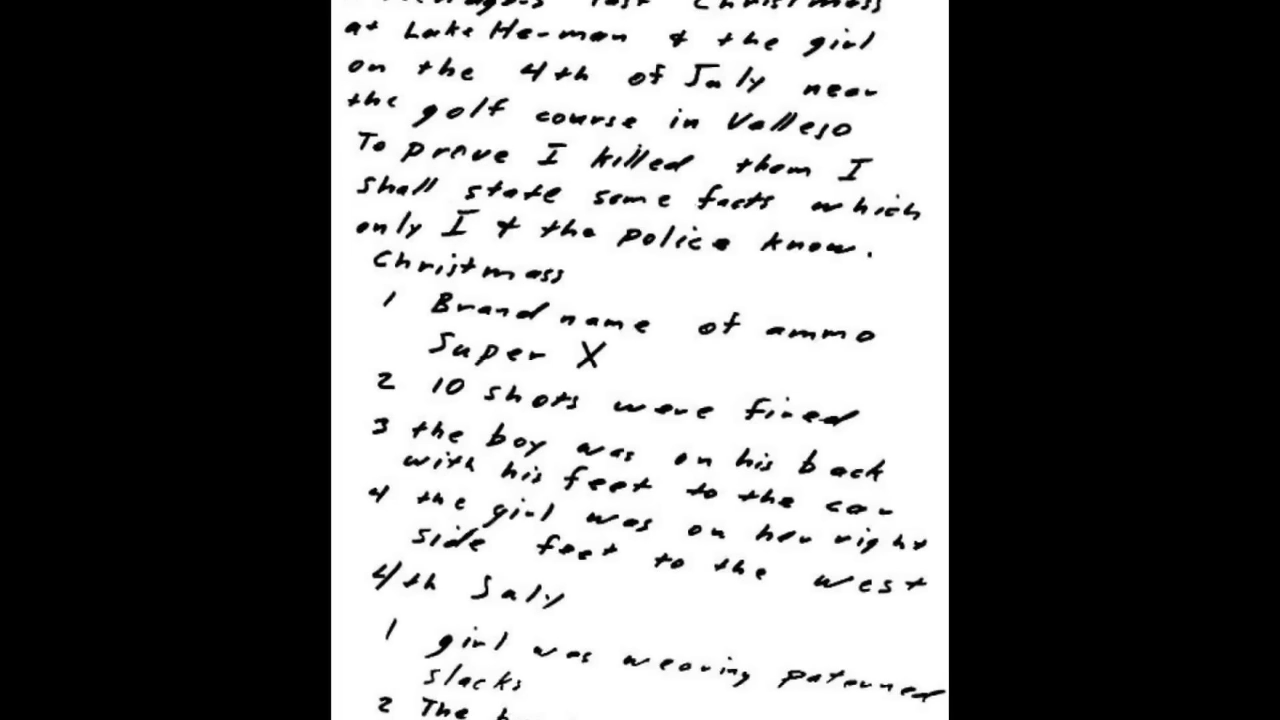 last Christmass
at Lake Herman & the girl
on the 4th of July near
the golf course in Vallejo
To prove I killed them I
shall state some facts which
only I & the police know.
Christmass
1 Brand name of ammo
Super X
2 10 shots were fired
3 the boy was on his back
with his feet to the car
4 the girl was on her right
side feet to the west
4th July
1 girl was wearing paterned
slacks
2 The